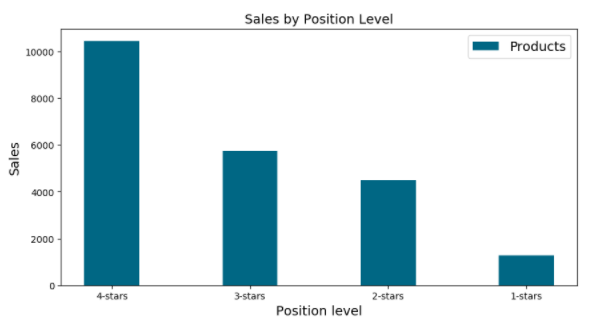 Sales by Position Level
Products
Sales
10000
8000
6000
4000
2000
0
4-stars
3-stars
2-stars
1-stars
Position level